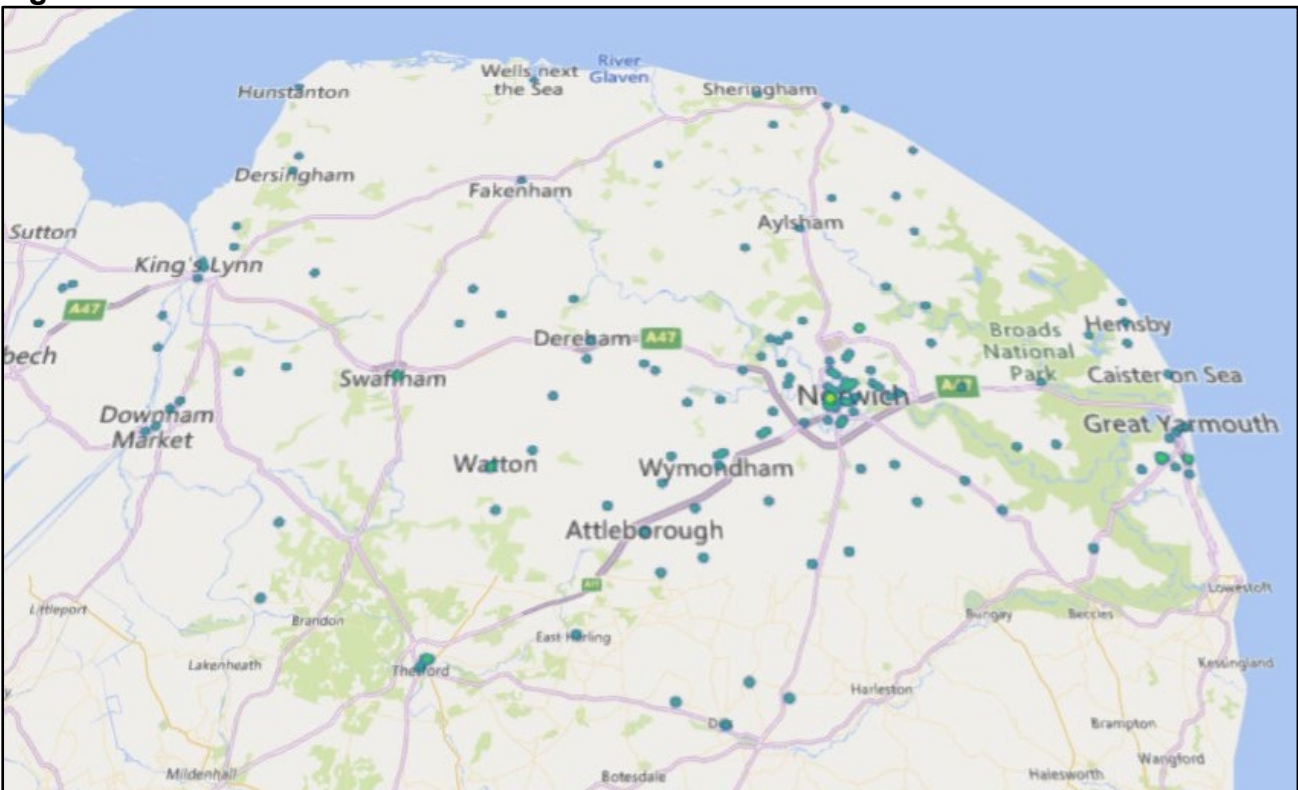 River
Glaven
Wells next
the Sea
Hunstanton
Sheringham
Dersingham
Fakenham
Aylsham
Sutton
King's Lynn
A47
Hemsby
Broads
National
Park
Dereham
A47
bech
Swaffham
Caister on Sea
A47
Norwich
Downham
Market
Great Yarmouth
Watton
Wymondham
Attleborough
A11
Lowestoft
Littleport
Brandon
Bungay
Beccles
East Harling
Lakenheath
Thetford
Kessingland
Harleston
Diss
Brampton
Wangford
Mildenhall
Botesdale
Halesworth